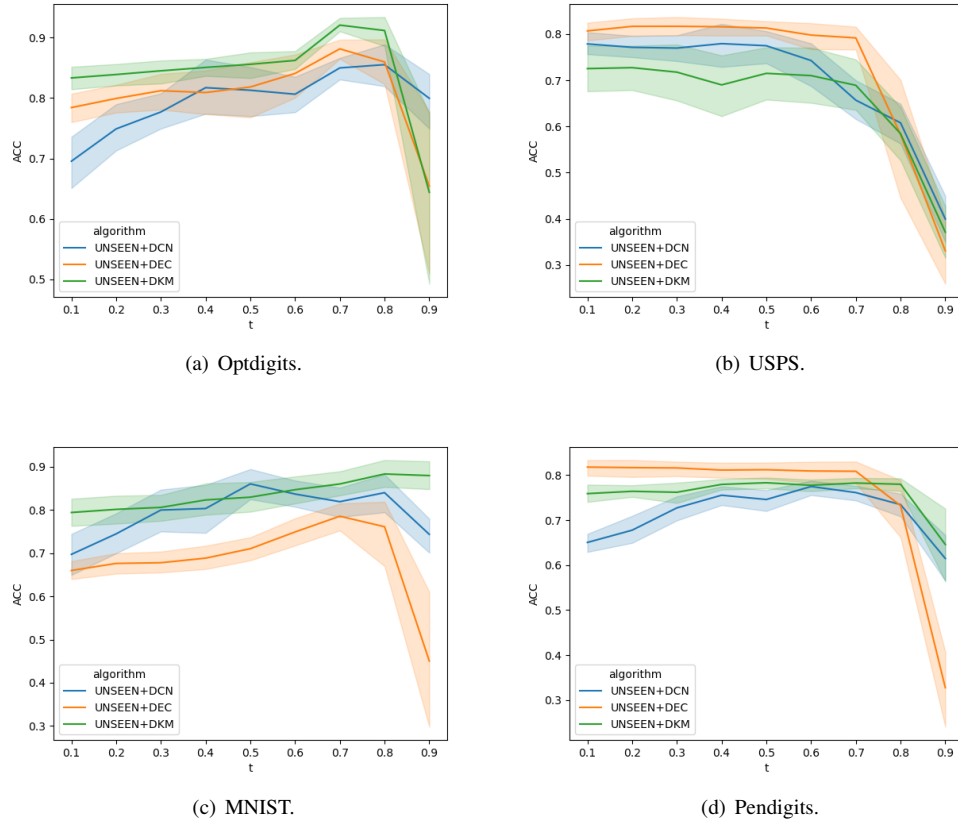 0.9
0.8
0.7
0.6
0.5
ACC
algorithm
UNSEEN+DCN
UNSEEN+DEC
UNSEEN+DKM
0.1 0.2 0.3 0.4 0.5 0.6 0.7 0.8 0.9
t
(a) Optdigits.
0.8
0.7
0.6
0.5
0.4
0.3
ACC
algorithm
UNSEEN+DCN
UNSEEN+DEC
UNSEEN+DKM
0.1 0.2 0.3 0.4 0.5 0.6 0.7 0.8 0.9
t
(b) USPS.
0.9
0.8
0.7
0.6
0.5
0.4
0.3
ACC
algorithm
UNSEEN+DCN
UNSEEN+DEC
UNSEEN+DKM
0.1 0.2 0.3 0.4 0.5 0.6 0.7 0.8 0.9
t
(c) MNIST.
0.8
0.7
0.6
0.5
0.4
0.3
ACC
algorithm
UNSEEN+DCN
UNSEEN+DEC
UNSEEN+DKM
0.1 0.2 0.3 0.4 0.5 0.6 0.7 0.8 0.9
t
(d) Pendigits.